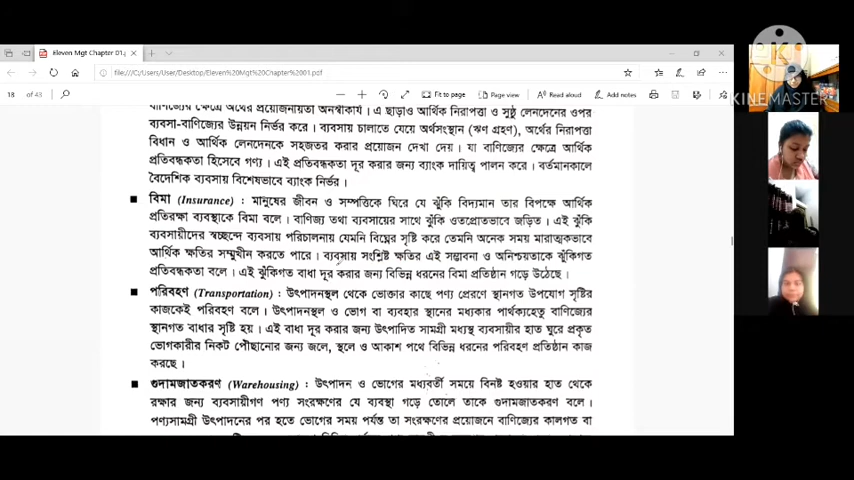 Eleven Mgt Chapter 01.
file:///C:/Users/User/Desktop/Eleven%20Mgt%20Chapter%2001.pdf
18 of 43
Fit to page
Page view
Read aloud
Add notes
বাণিজ্যের ক্ষেত্রে অর্থের প্রয়োজনীয়তা অনস্বীকার্য। এ ছাড়াও আর্থিক নিরাপত্তা ও সুষ্ঠু লেনদেনের ওপর
ব্যবসা-বাণিজ্যের উন্নয়ন নির্ভর করে। ব্যবসায় চালাতে যেয়ে অর্থসংস্থান (ঋণ গ্রহণ), অর্থের নিরাপত্তা
বিধান ও আর্থিক লেনদেনকে সহজতর করার প্রয়োজন দেখা দেয়। যা বাণিজ্যের ক্ষেত্রে আর্থিক
প্রতিবন্ধকতা হিসেবে গণ্য। এই প্রতিবন্ধকতা দূর করার জন্য ব্যাংক দায়িত্ব পালন করে। বর্তমানকালে
বৈদেশিক ব্যবসায় বিশেষভাবে ব্যাংক নির্ভর।
■ বিমা (Insurance) : মানুষের জীবন ও সম্পত্তিকে ঘিরে যে ঝুঁকি বিদ্যমান তার বিপক্ষে আর্থিক
প্রতিরক্ষা ব্যবস্থাকে বিমা বলে। বাণিজ্য তথা ব্যবসায়ের সাথে ঝুঁকি ওতপ্রোতভাবে জড়িত। এই ঝুঁকি
ব্যবসায়ীদের স্বচ্ছন্দে ব্যবসায় পরিচালনায় যেমনি বিঘ্নের সৃষ্টি করে তেমনি অনেক সময় মারাত্মকভাবে
আর্থিক ক্ষতির সম্মুখীন করতে পারে। ব্যবসায় সংশ্লিষ্ট ক্ষতির এই সম্ভাবনা ও অনিশ্চয়তাকে ঝুঁকিগত
প্রতিবন্ধকতা বলে। এই ঝুঁকিগত বাধা দূর করার জন্য বিভিন্ন ধরনের বিমা প্রতিষ্ঠান গড়ে উঠেছে।
■ পরিবহণ (Transportation) : উৎপাদনস্থল থেকে ভোক্তার কাছে পণ্য প্রেরণে স্থানগত উপযোগ সৃষ্টির
কাজকেই পরিবহণ বলে। উৎপাদনস্থল ও ভোগ বা ব্যবহার স্থানের মধ্যকার পার্থক্যহেতু বাণিজ্যের
স্থানগত বাধার সৃষ্টি হয়। এই বাধা দূর করার জন্য উৎপাদিত সামগ্রী মধ্যস্থ ব্যবসায়ীর হাত ঘুরে প্রকৃত
ভোগকারীর নিকট পৌছানোর জন্য জলে, স্থলে ও আকাশ পথে বিভিন্ন ধরনের পরিবহণ প্রতিষ্ঠান কাজ
করছে।
■ গুদামজাতকরণ (Warehousing) : উৎপাদন ও ভোগের মধ্যবর্তী সময়ে বিনষ্ট হওয়ার হাত থেকে
রক্ষার জন্য ব্যবসায়ীগণ পণ্য সংরক্ষণের যে ব্যবস্থা গড়ে তোলে তাকে গুদামজাতকরণ বলে।
পণ্যসামগ্রী উৎপাদনের পর হতে ভোগের সময় পর্যন্ত তা সংরক্ষণের প্রয়োজনে বাণিজ্যের কালগত বা
KINEMASTER